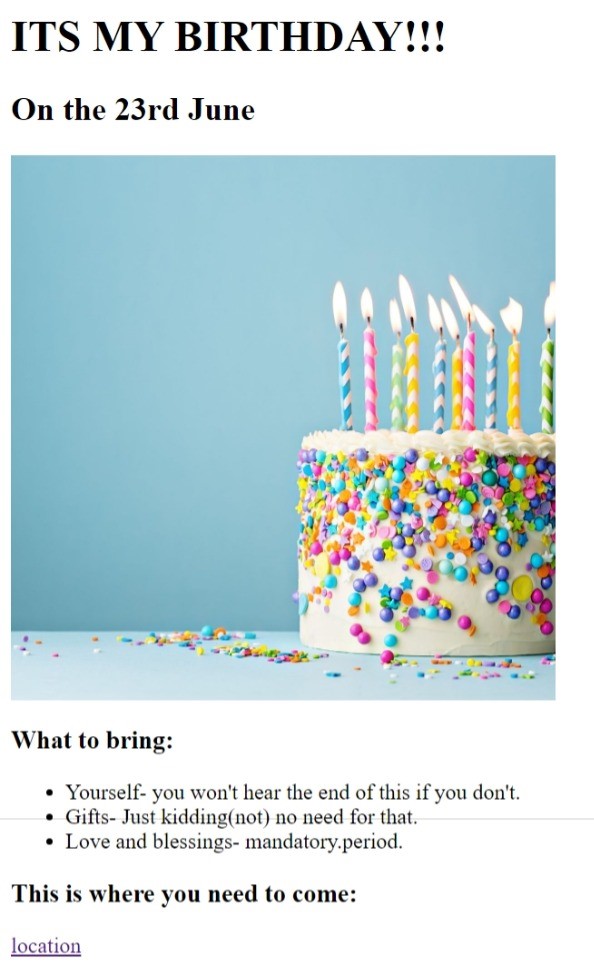 ITS MY BIRTHDAY!!!
On the 23rd June
What to bring:
Yourself- you won't hear the end of this if you don't.
Gifts- Just kidding(not) no need for that.
Love and blessings- mandatory.period.
This is where you need to come:
location